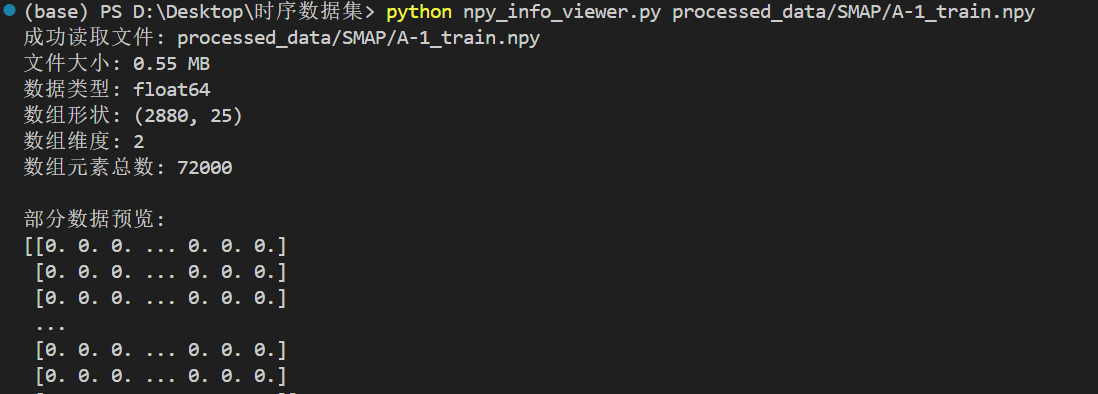 (base) PS D:\Desktop\时序数据集> python npy_info_viewer.py processed_data/SMAP/A-1_train.npy
成功读取文件: processed_data/SMAP/A-1_train.npy
文件大小: 0.55 MB
数据类型: float64
数组形状: (2880, 25)
数组维度: 2
数组元素总数: 72000
部分数据预览:
[[0. 0. 0. ... 0. 0. 0.]
[0. 0. 0. ... 0. 0. 0.]
[0. 0. 0. ... 0. 0. 0.]
...
[0. 0. 0. ... 0. 0. 0.]
[0. 0. 0. ... 0. 0. 0.]